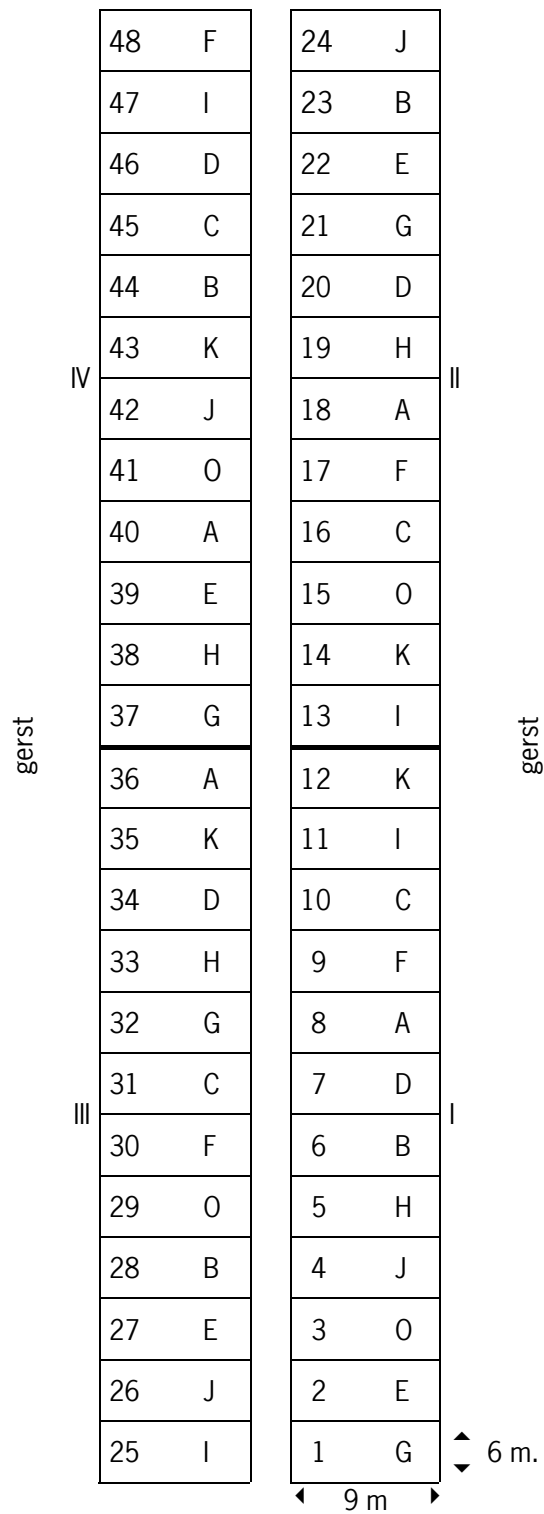 48 F 24 J
47 I 23 B
46 D 22 E
45 C 21 G
44 B 20 D
43 K 19 H
IV II
42 J 18 A
41 O 17 F
40 A 16 C
39 E 15 O
38 H 14 K
37 G 13 I
gerst gerst
36 A 12 K
35 K 11 I
34 D 10 C
33 H 9 F
32 G 8 A
31 C 7 D
III I
30 F 6 B
29 O 5 H
28 B 4 J
27 E 3 O
26 J 2 E
25 I 1 G 6 m.
9 m